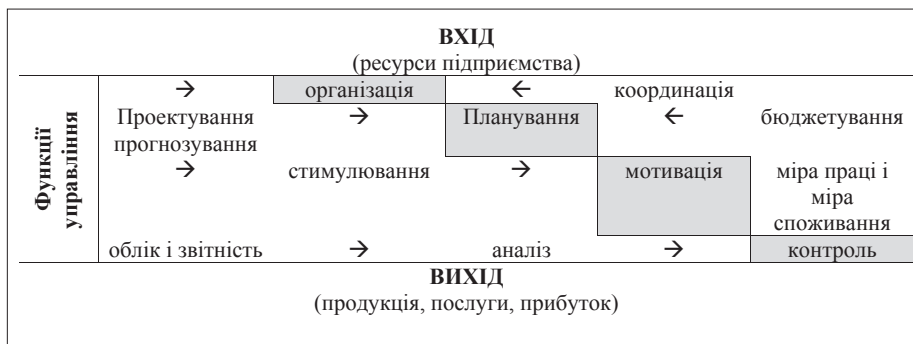 ВХІД
(ресурси підприємства)
Функції
управління
→ організація ← координація
Проектування → Планування ← бюджетування
прогнозування
→ стимулювання → мотивація міра праці і
міра
споживання
облік і звітність → аналіз → контроль
ВИХІД
(продукція, послуги, прибуток)